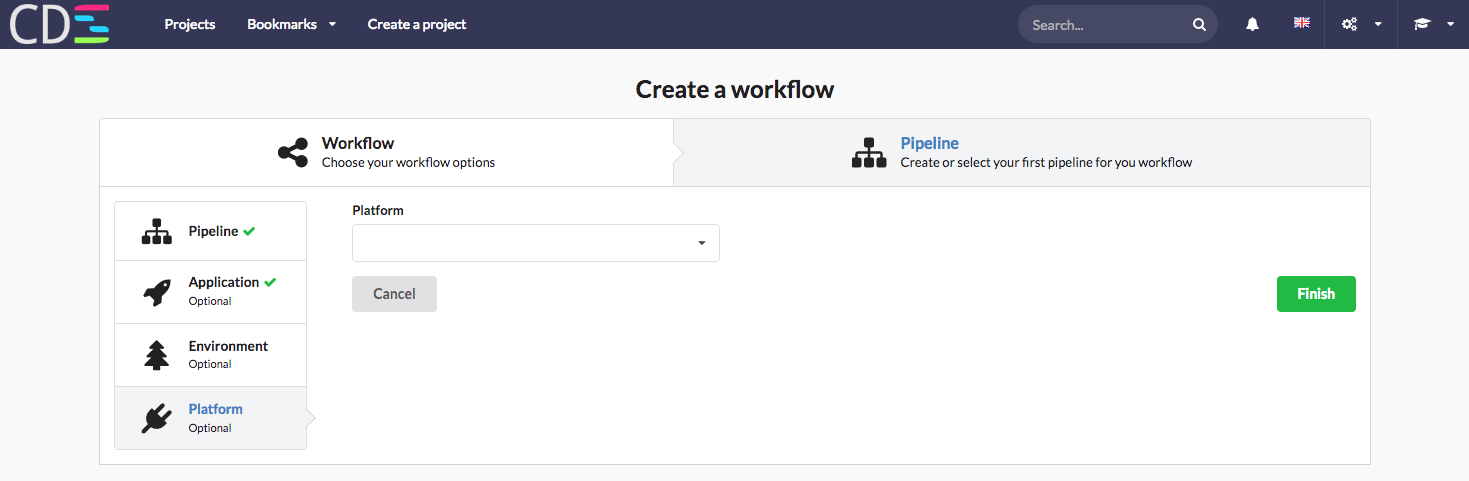 CDE
Projects
Bookmarks
Create a project
Search...
Create a workflow
Workflow
Choose your workflow options
Pipeline
Create or select your first pipeline for you workflow
Pipeline
Application
Optional
Environment
Optional
Platform
Optional
Platform
Cancel
Finish